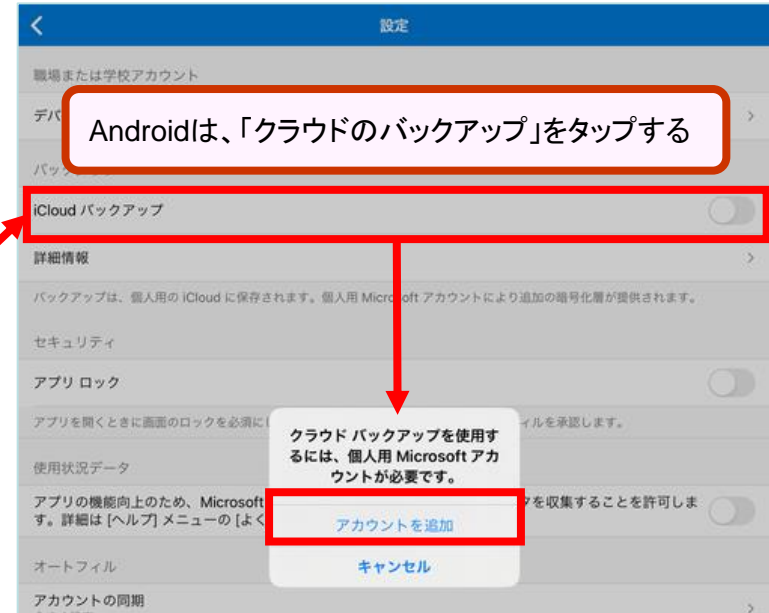 設定
職場または学校アカウント
デバ
Androidは、「クラウドのバックアップ」をタップする
バック
iCloud バックアップ
詳細情報
バックアップは、個人用の iCloud に保存されます。個人用 Microsoft アカウントにより追加の暗号化層が提供されます。
セキュリティ
アプリ ロック
アプリを開くときに画面のロックを必須に
ィルを承認します。
クラウド バックアップを使用す
るには、個人用 Microsoft アカ
ウントが必要です。
使用状況データ
アプリの機能向上のため、Microsoft
タを収集することを許可しま
す。詳細は [ヘルプ] メニューの [よく
アカウントを追加
キャンセル
オートフィル
アカウントの同期